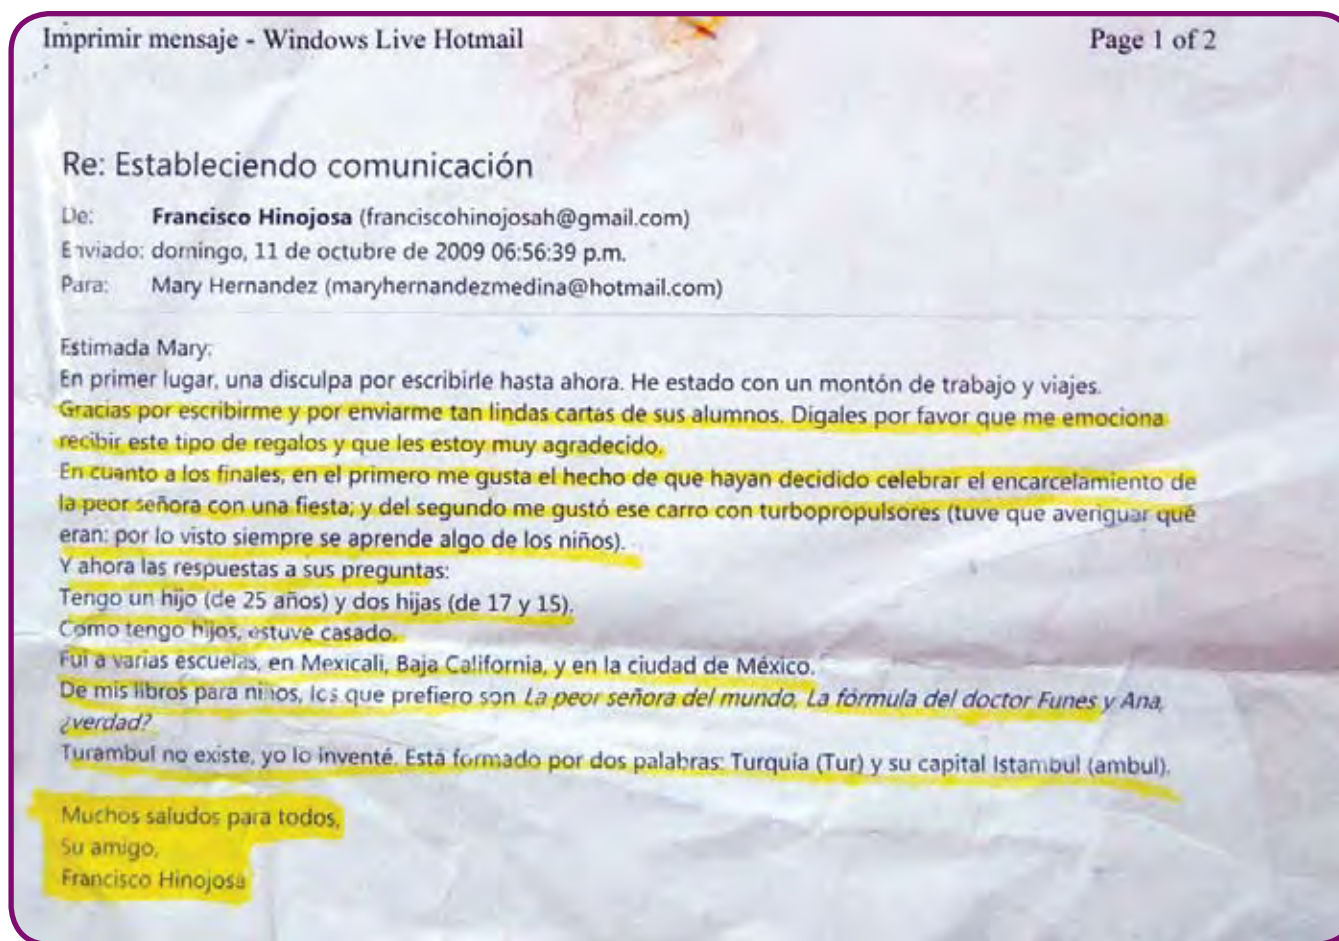 Imprimir mensaje - Windows Live Hotmail Page 1 of 2
Re: Estableciendo comunicación
De: Francisco Hinojosa (franciscohinojosah@gmail.com)
Enviado: domingo, 11 de octubre de 2009 06:56:39 p.m.
Para: Mary Hernandez (maryhernandezmedina@hotmail.com)
Estimada Mary:
En primer lugar, una disculpa por escribirle hasta ahora. He estado con un montón de trabajo y viajes.
Gracias por escribirme y por enviarme tan lindas cartas de sus alumnos. Dígales por favor que me emociona
recibir este tipo de regalos y que les estoy muy agradecido.
En cuanto a los finales, en el primero me gusta el hecho de que hayan decidido celebrar el encarcelamiento de
la peor señora con una fiesta; y del segundo me gustó ese carro con turbopropulsores (tuve que averiguar qué
eran: por lo visto siempre se aprende algo de los niños).
Y ahora las respuestas a sus preguntas:
Tengo un hijo (de 25 años) y dos hijas (de 17 y 15).
Como tengo hijos, estuve casado.
Fui a varias escuelas, en Mexicali, Baja California, y en la ciudad de México.
De mis libros para niños, los que prefiero son La peor señora del mundo, La fórmula del doctor Funes y Ana,
¿verdad?
Turambul no existe, yo lo inventé. Está formado por dos palabras: Turquía (Tur) y su capital Istambul (ambul).
Muchos saludos para todos,
Su amigo,
Francisco Hinojosa